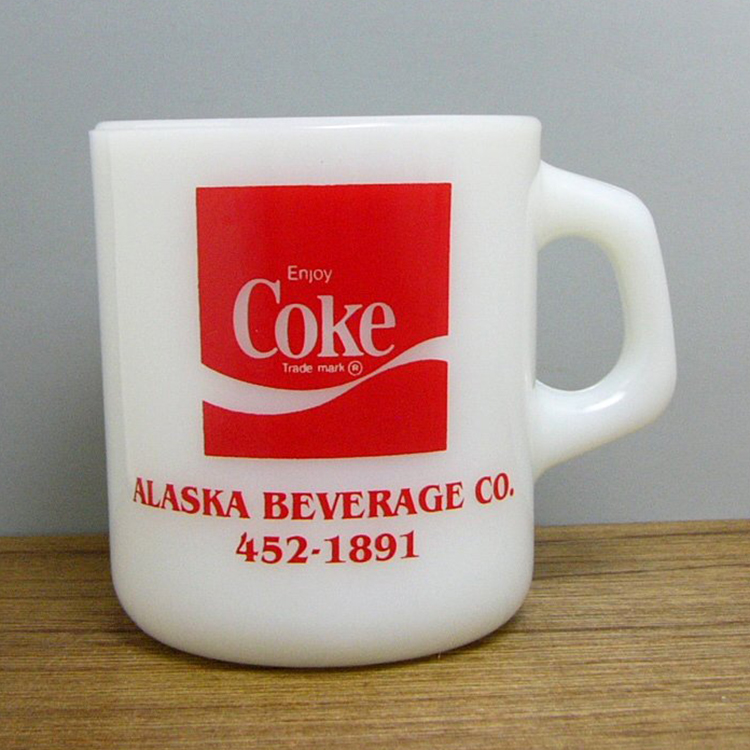 Enjoy
Coke
Trade mark ®
ALASKA BEVERAGE CO.
452-1891